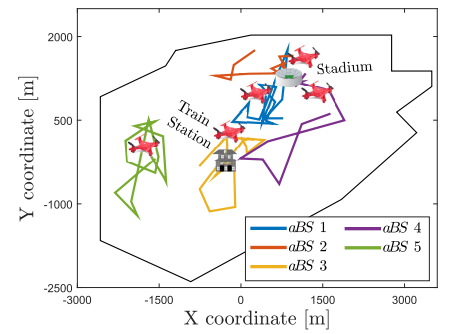 2000
500
-1000
-2500
Y coordinate [m]
Stadium
Train
Station
aBS 1
aBS 2
aBS 3
aBS 4
aBS 5
-3000 -1500 0 1500 3000
X coordinate [m]